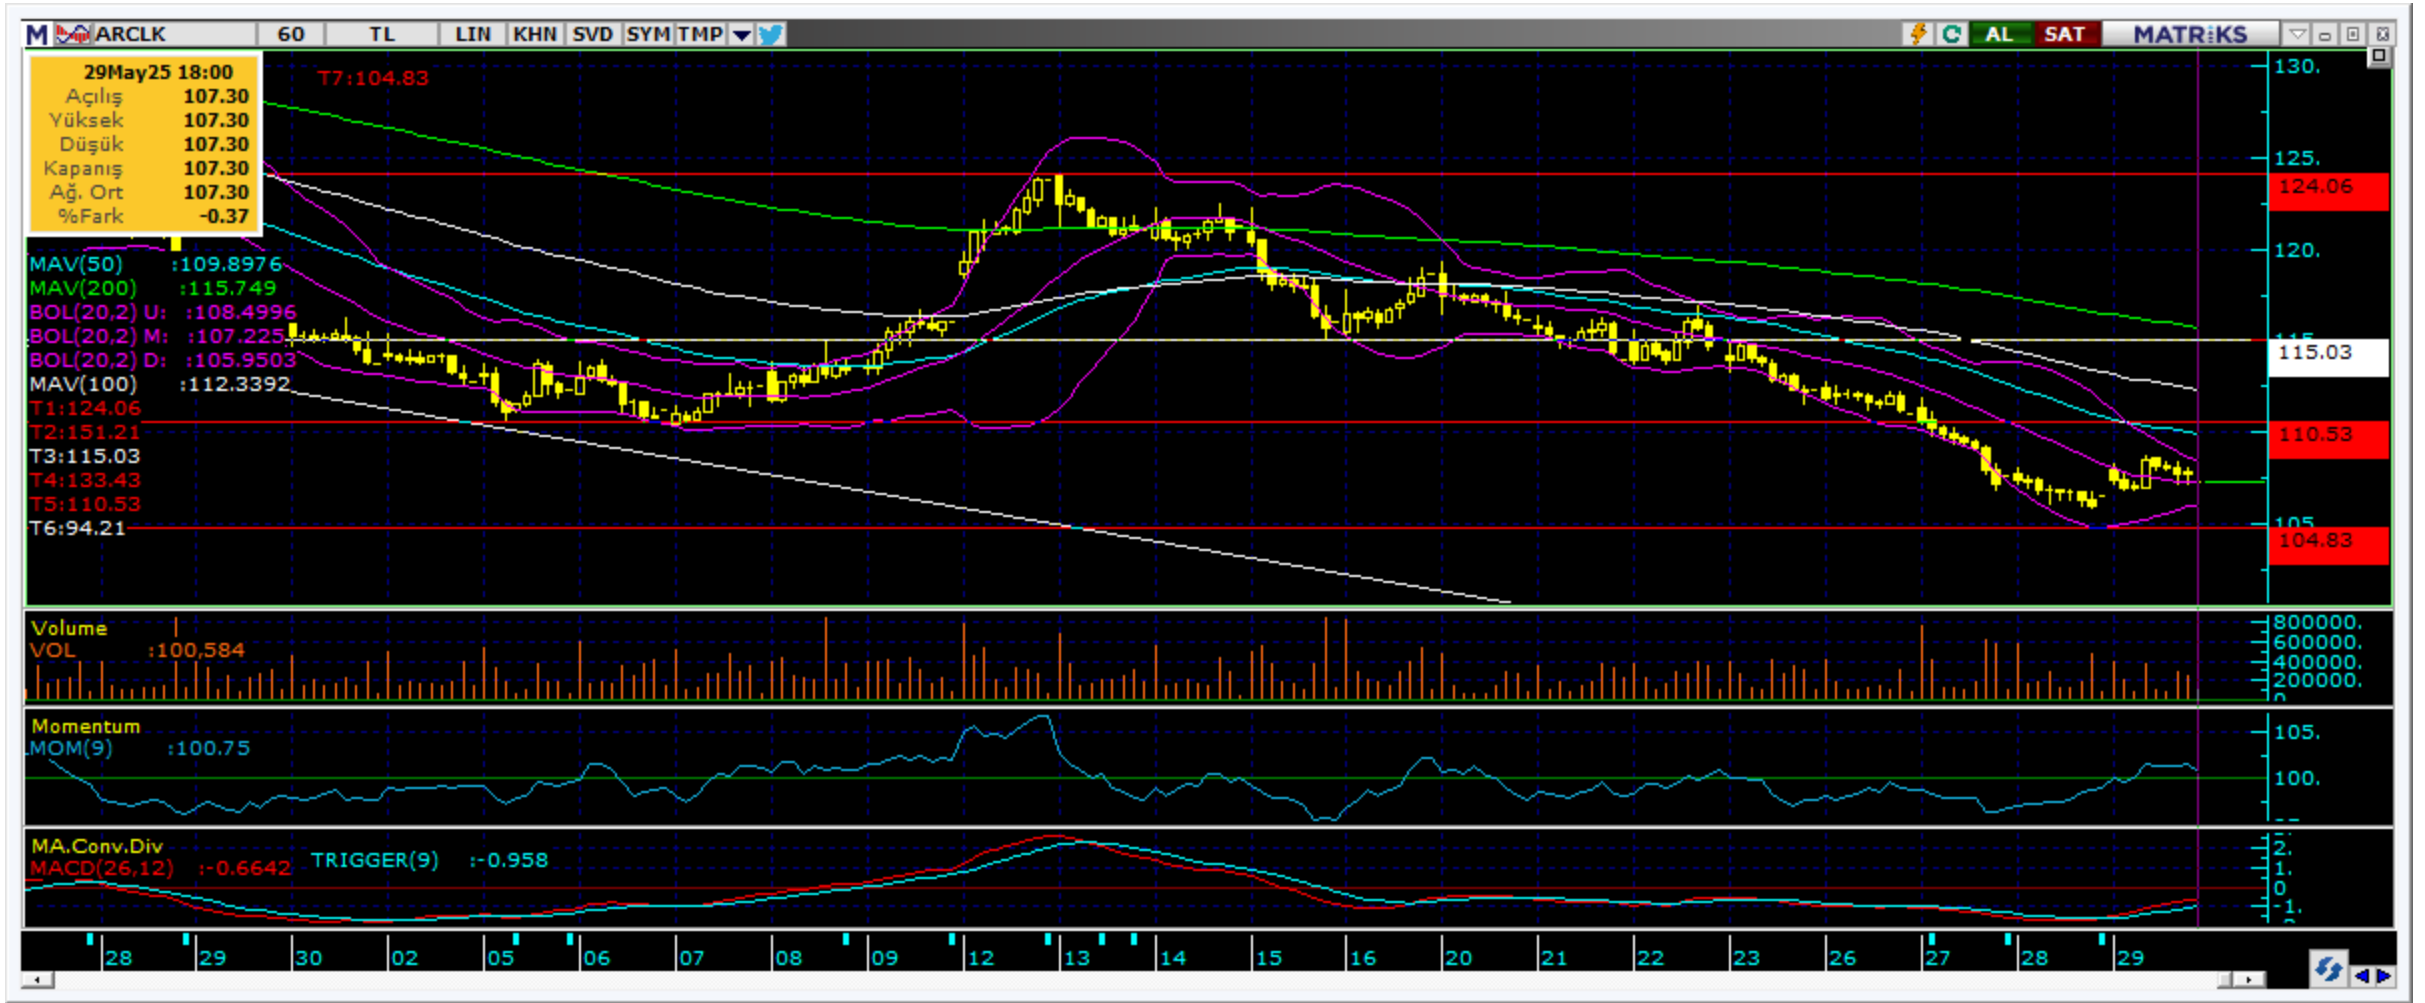 M ARCLK 60 TL LIN KHN SVD SYM TMP AL SAT MATRiKS
29May25 18:00
Açılış 107.30
Yüksek 107.30
Düşük 107.30
Kapanış 107.30
Ağ. Ort 107.30
%Fark -0.37
T7:104.83
MAV(50) :109.8976
MAV(200) :115.749
BOL(20,2) U: :108.4996
BOL(20,2) M: :107.225
BOL(20,2) D: :105.9503
MAV(100) :112.3392
T1:124.06
T2:151.21
T3:115.03
T4:133.43
T5:110.53
T6:94.21
130.
125.
124.06
120.
115.
115.03
110.53
105.
104.83
Volume
VOL :100,584
800000.
600000.
400000.
200000.
0
Momentum
MOM(9) :100.75
105.
100.
MA.Conv.Div
MACD(26,12) :-0.6642 TRIGGER(9) :-0.958
2.
1.
0
-1.
28 29 30 02 05 06 07 08 09 12 13 14 15 16 20 21 22 23 26 27 28 29